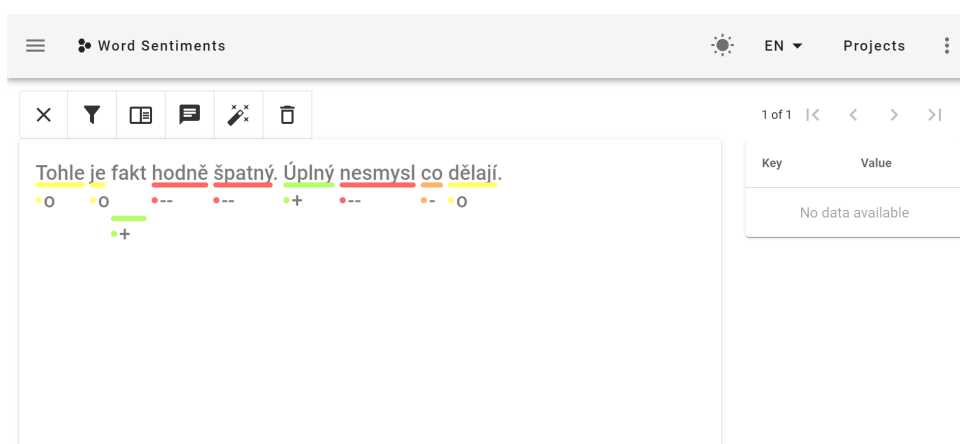 Word Sentiments
EN
Projects
1 of 1
Key Value
No data available
Tohle je fakt hodně špatný. Úplný nesmysl co dělají.
o o -- -- + -- - o
+